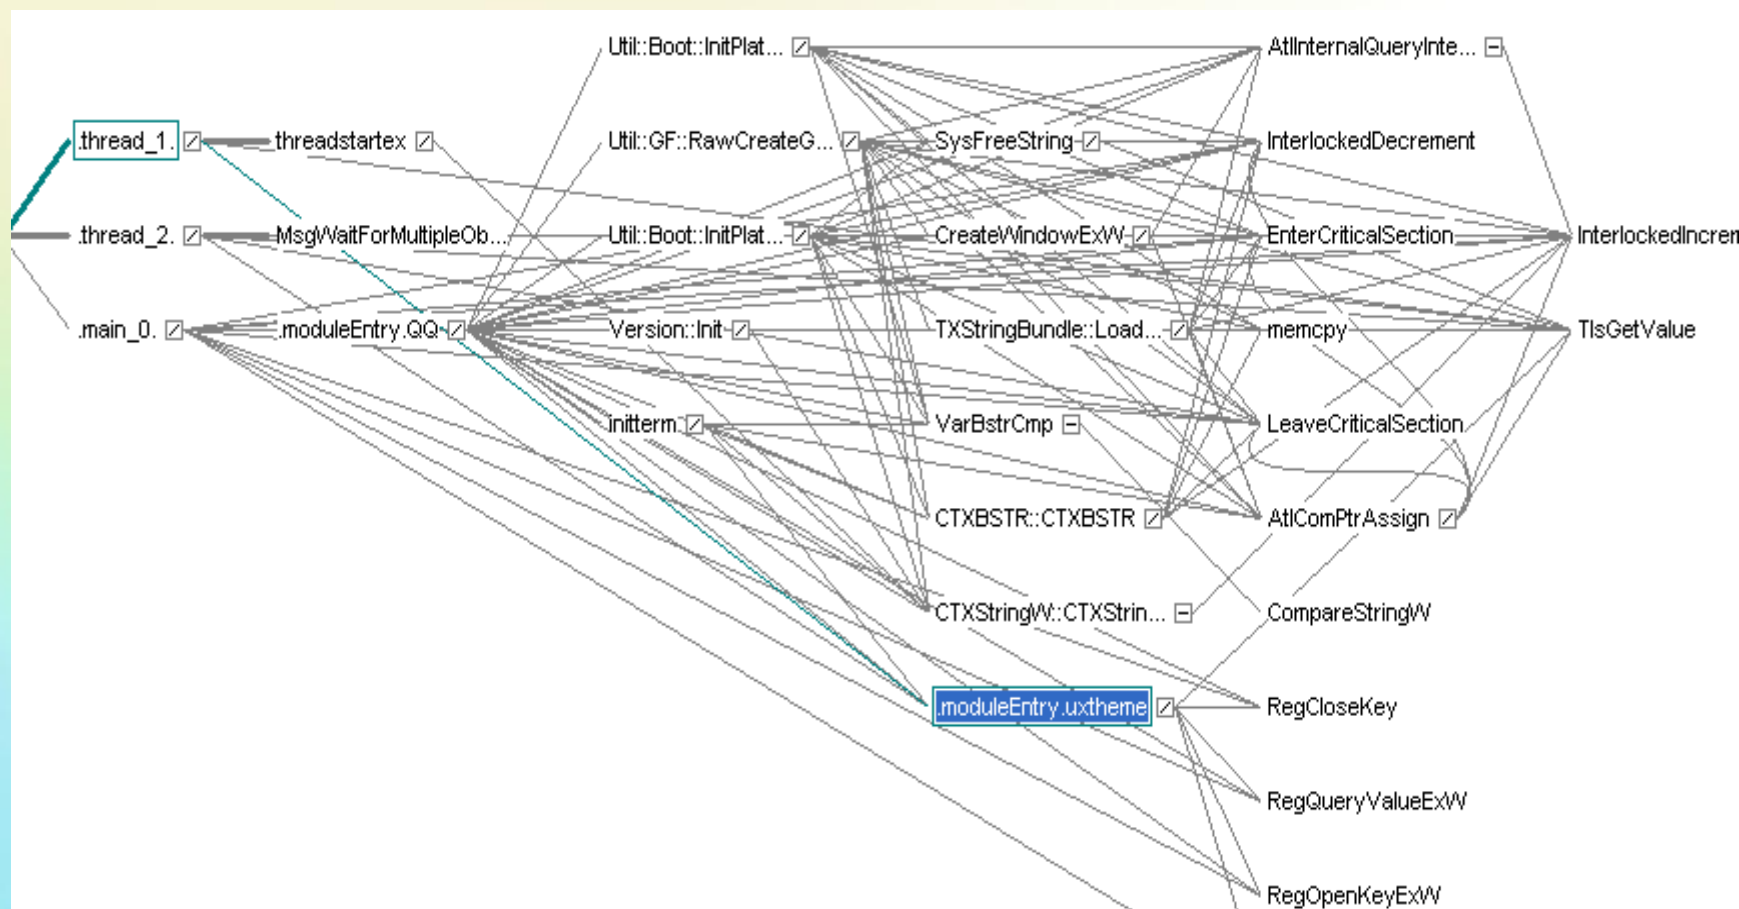 Util::Boot::InitPlat...
AtlInternalQueryInte...
.thread_1.
threadstartex
Util::GF::RawCreateG...
SysFreeString
InterlockedDecrement
.thread_2.
MsgWaitForMultipleOb...
Util::Boot::InitPlat...
CreateWindowExW
EnterCriticalSection
InterlockedIncrem
.main_0.
.moduleEntry.QQ
Version::Init
TXStringBundle::Load...
memcpy
TlsGetValue
initterm
VarBstrCmp
LeaveCriticalSection
CTXBSTR::CTXBSTR
AtlComPtrAssign
CTXStringW::CTXStrin...
CompareStringW
.moduleEntry.uxtheme
RegCloseKey
RegQueryValueExW
RegOpenKeyExW